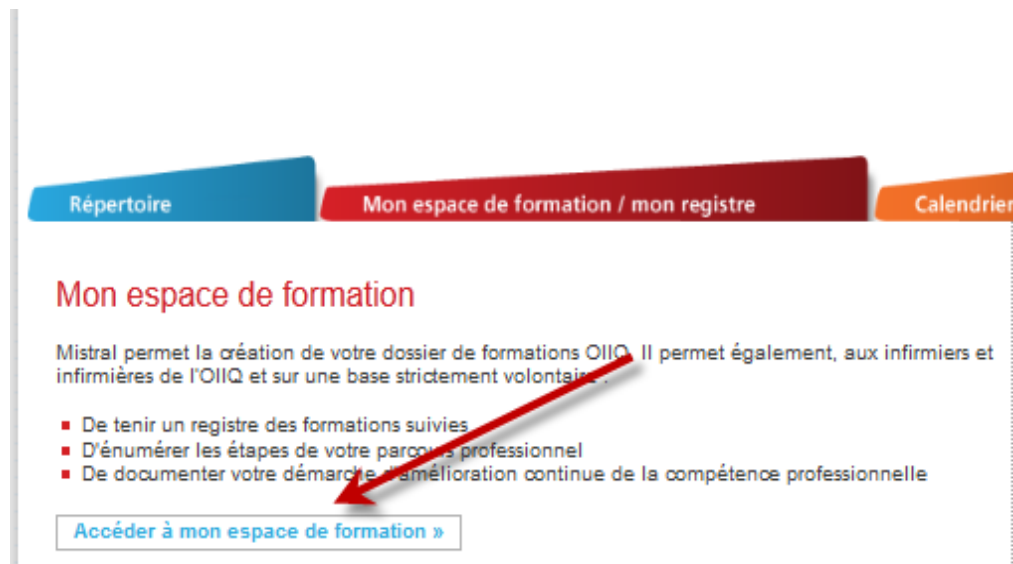 Répertoire
Mon espace de formation / mon registre
Calendrier
Mon espace de formation
Mistral permet la création de votre dossier de formations OIIQ. Il permet également, aux infirmiers et
infirmières de l'OIIQ et sur une base strictement volontaire :
De tenir un registre des formations suivies
D'énumérer les étapes de votre parcours professionnel
De documenter votre démarche d'amélioration continue de la compétence professionnelle
Accéder à mon espace de formation »